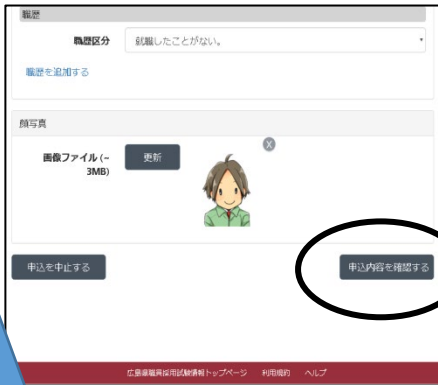 職歴
職歴区分 就職したことがない。
職歴を追加する
顔写真
画像ファイル (~ 更新 X
3MB)
申込を中止する 申込内容を確認する
広島県職員採用試験情報トップページ 利用規約 ヘルプ